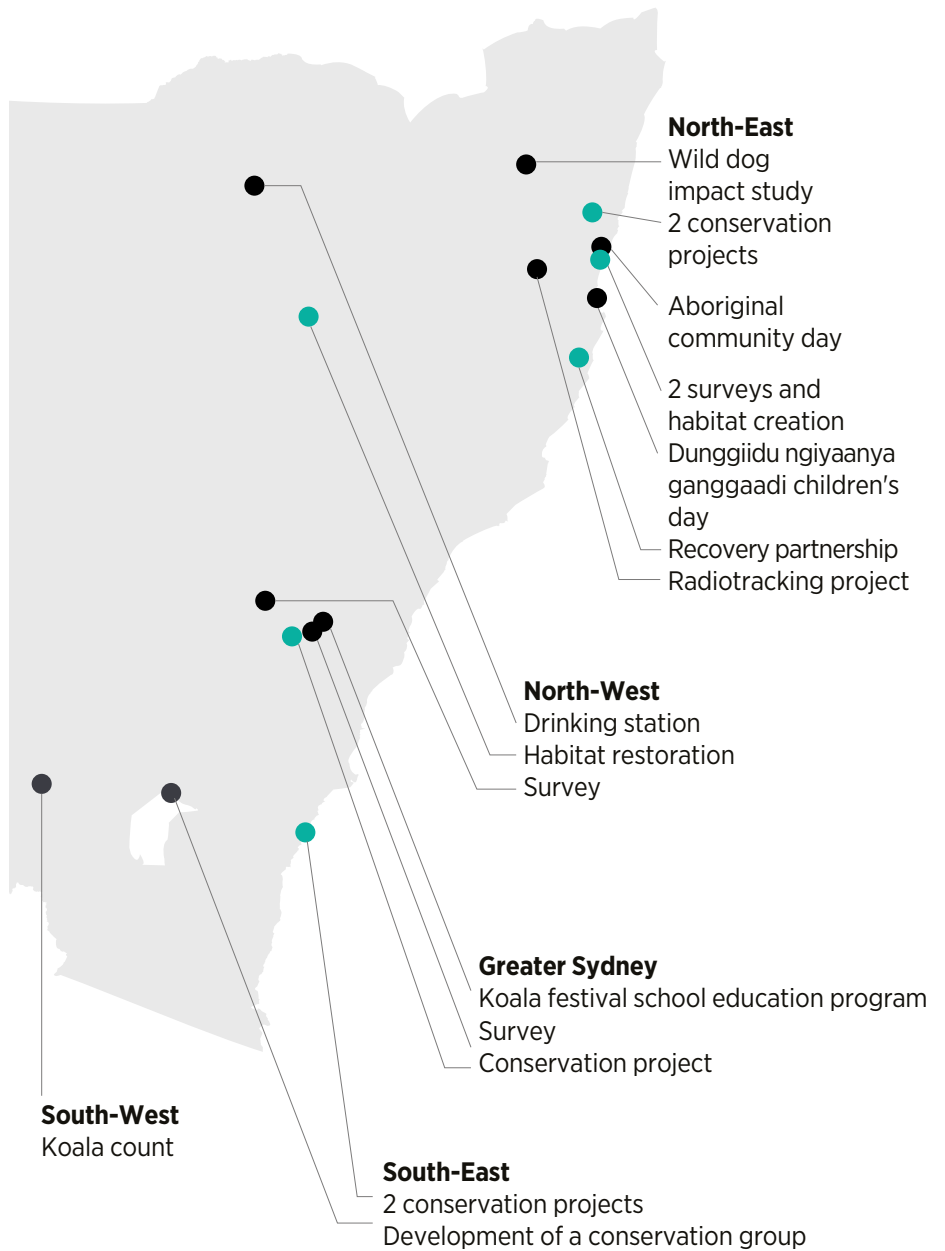 North-East
Wild dog
impact study
2 conservation
projects
Aboriginal
community day
2 surveys and
habitat creation
Dunggiidu ngiyaanya
ganggaadi children's
day
Recovery partnership
Radiotracking project
North-West
Drinking station
Habitat restoration
Survey
Greater Sydney
Koala festival school education program
Survey
Conservation project
South-West
Koala count
South-East
2 conservation projects
Development of a conservation group